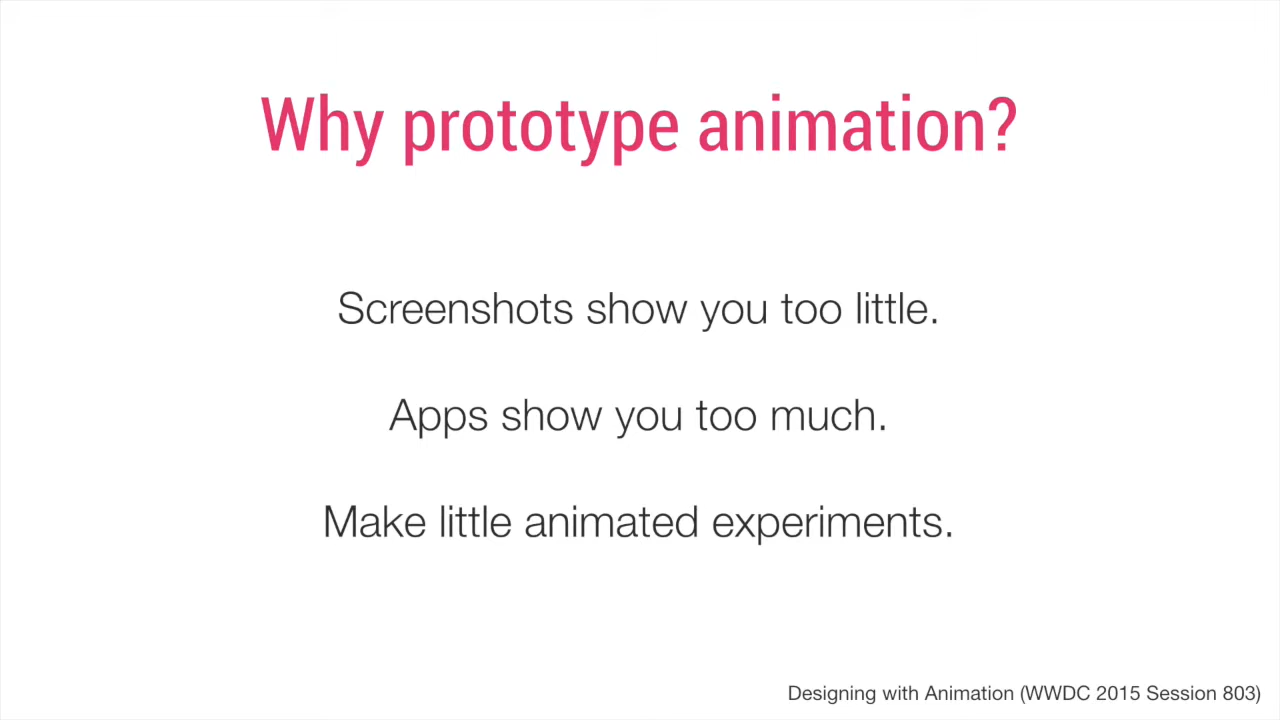 Why prototype animation?
Screenshots show you too little.
Apps show you too much.
Make little animated experiments.
Designing with Animation (WWDC 2015 Session 803)